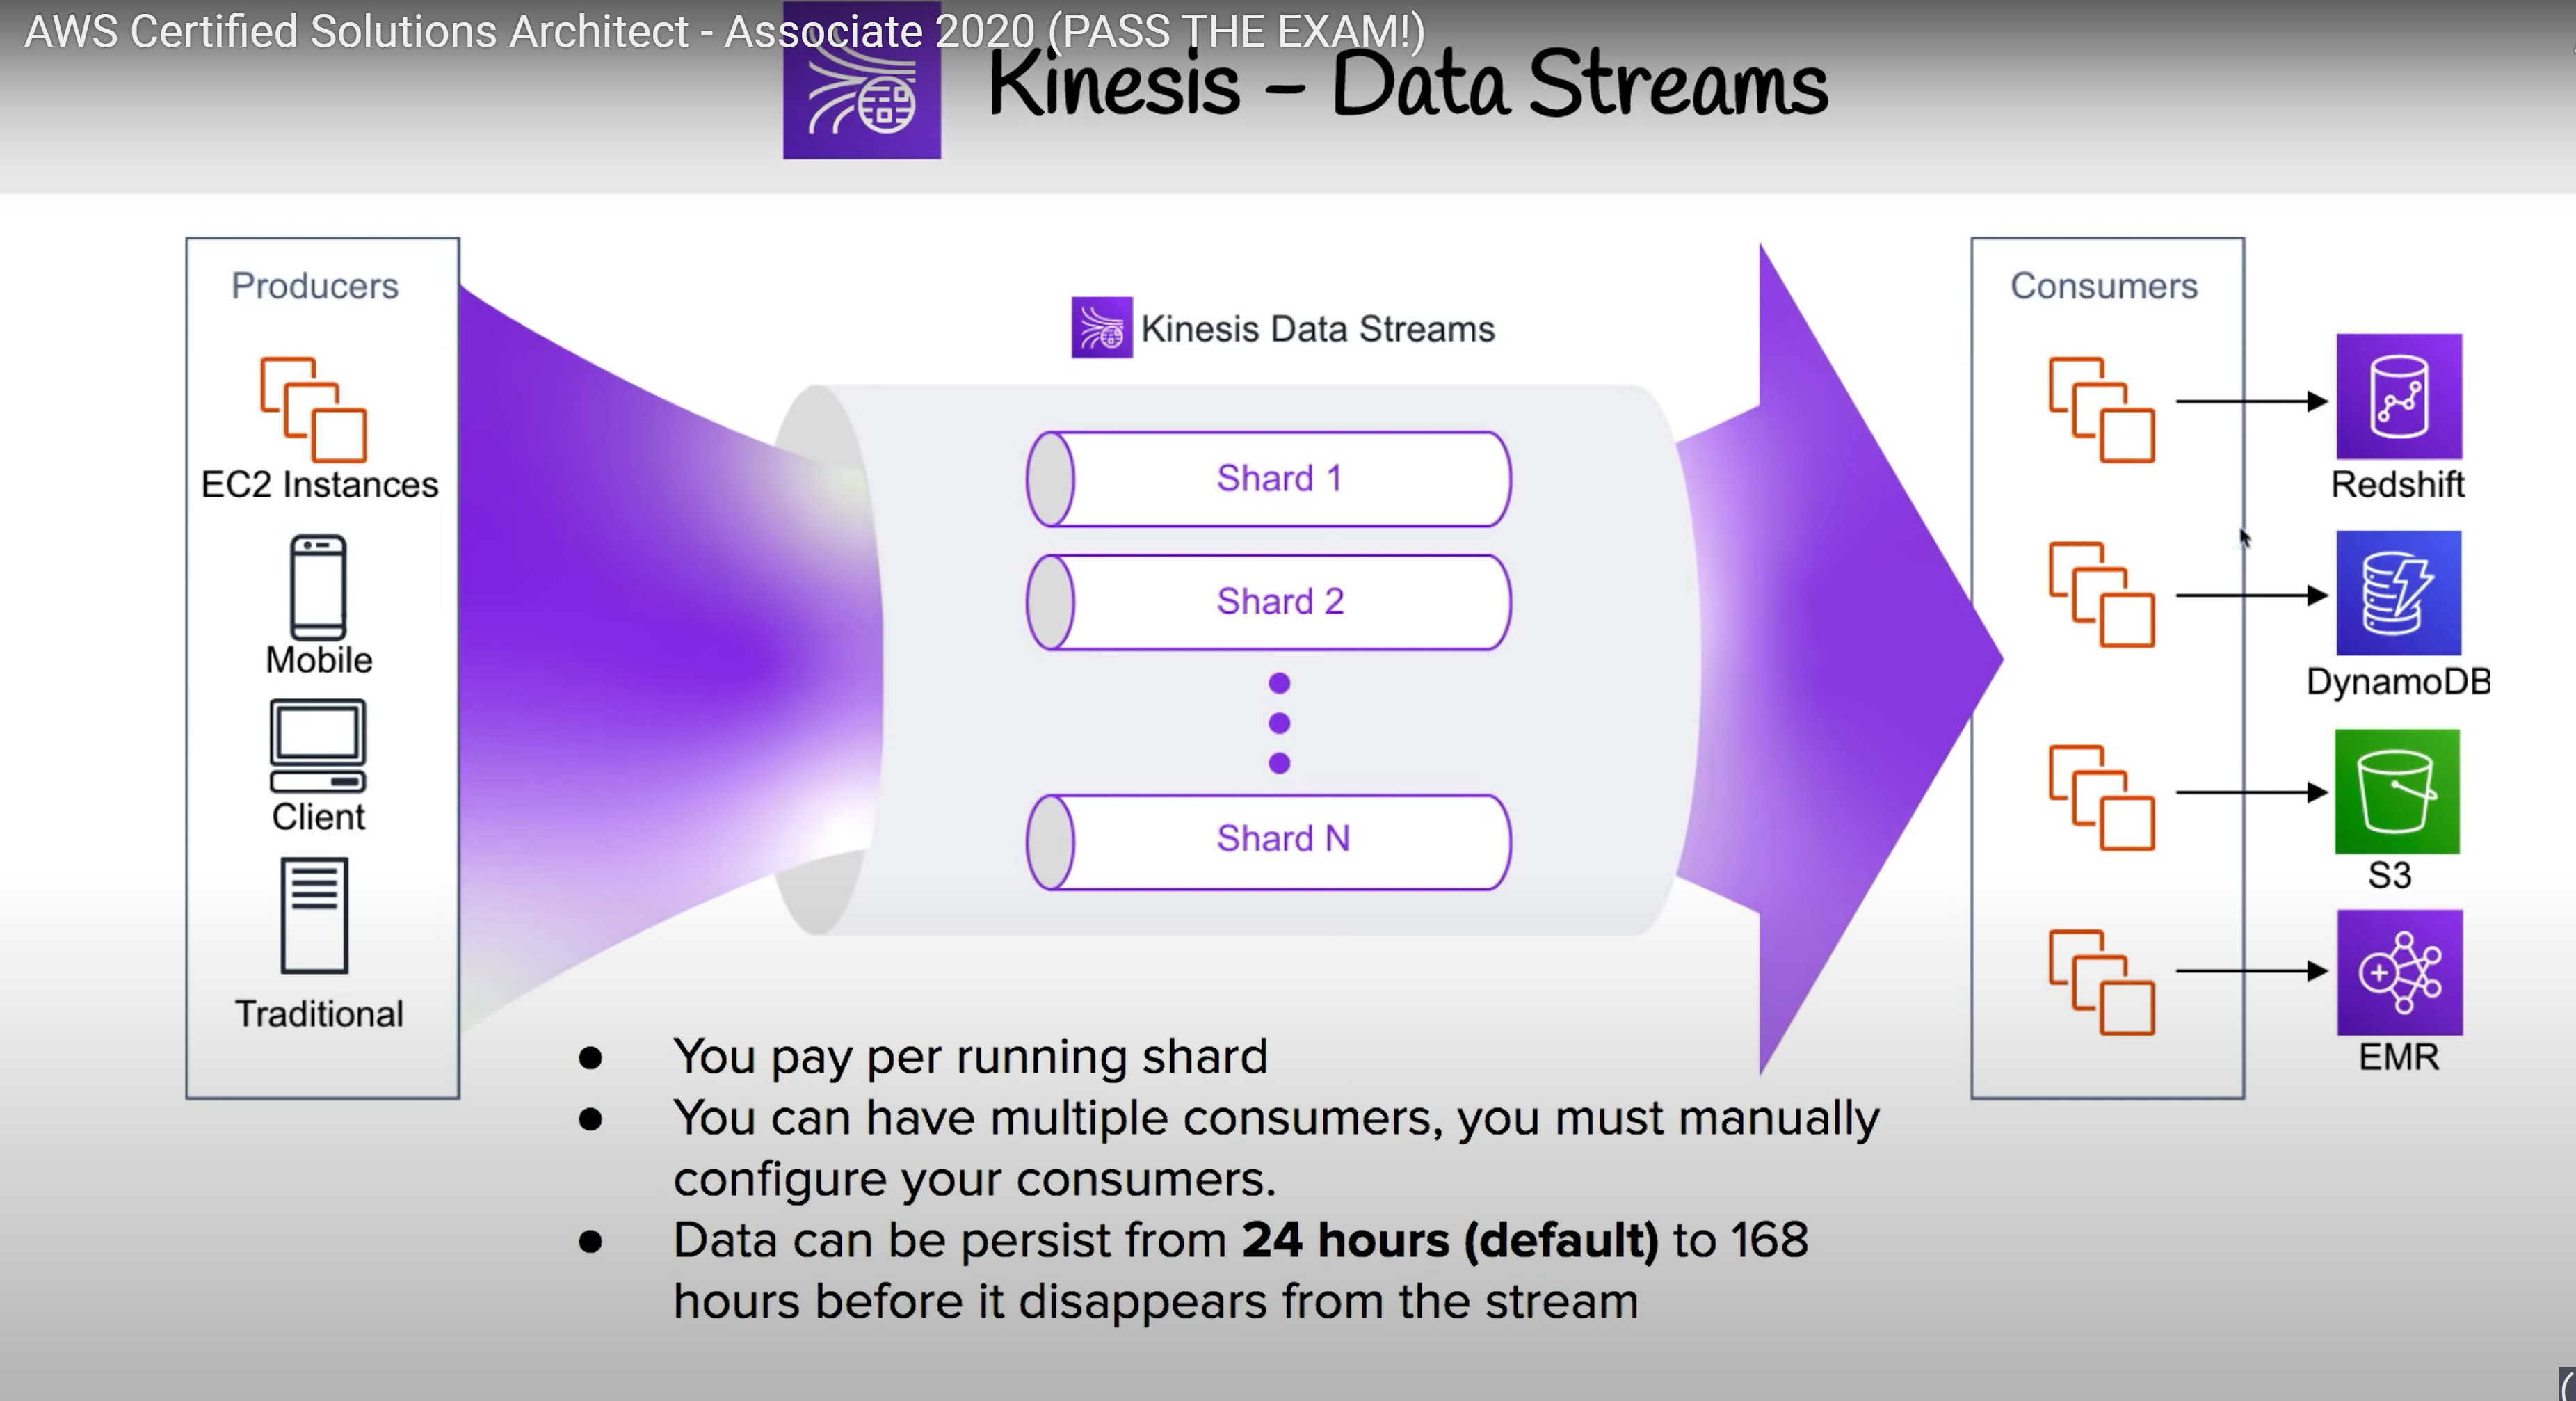 AWS Certified Solutions Architect - Associate 2020 (PASS THE EXAM!)
Kinesis – Data Streams
Producers
EC2 Instances
Mobile
Client
Traditional
Kinesis Data Streams
Shard 1
Shard 2
Shard N
Consumers
Redshift
DynamoDB
S3
EMR
● You pay per running shard
● You can have multiple consumers, you must manually
configure your consumers.
● Data can be persist from 24 hours (default) to 168
hours before it disappears from the stream